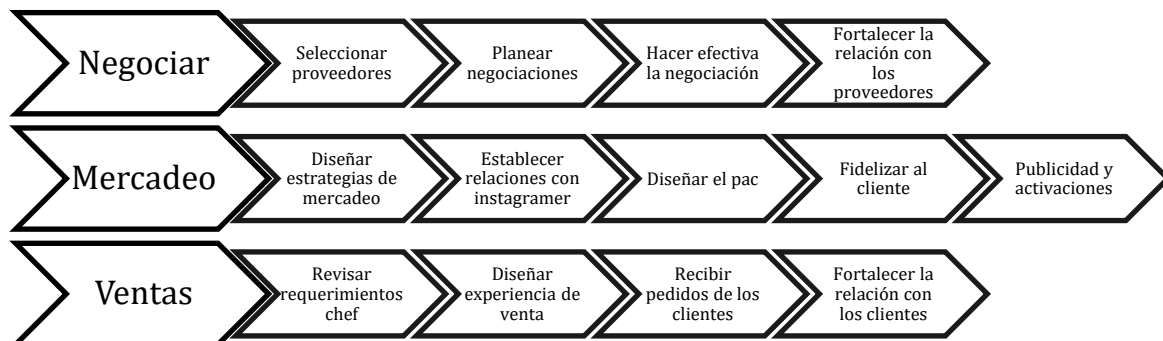 Negociar
Seleccionar
proveedores
Planear
negociaciones
Hacer efectiva
la negociación
Fortalecer la
relación con
los
proveedores
Mercadeo
Diseñar
estrategias de
mercadeo
Establecer
relaciones con
instagramer
Diseñar el pac
Fidelizar al
cliente
Publicidad y
activaciones
Ventas
Revisar
requerimientos
chef
Diseñar
experiencia de
venta
Recibir
pedidos de los
clientes
Fortalecer la
relación con
los clientes